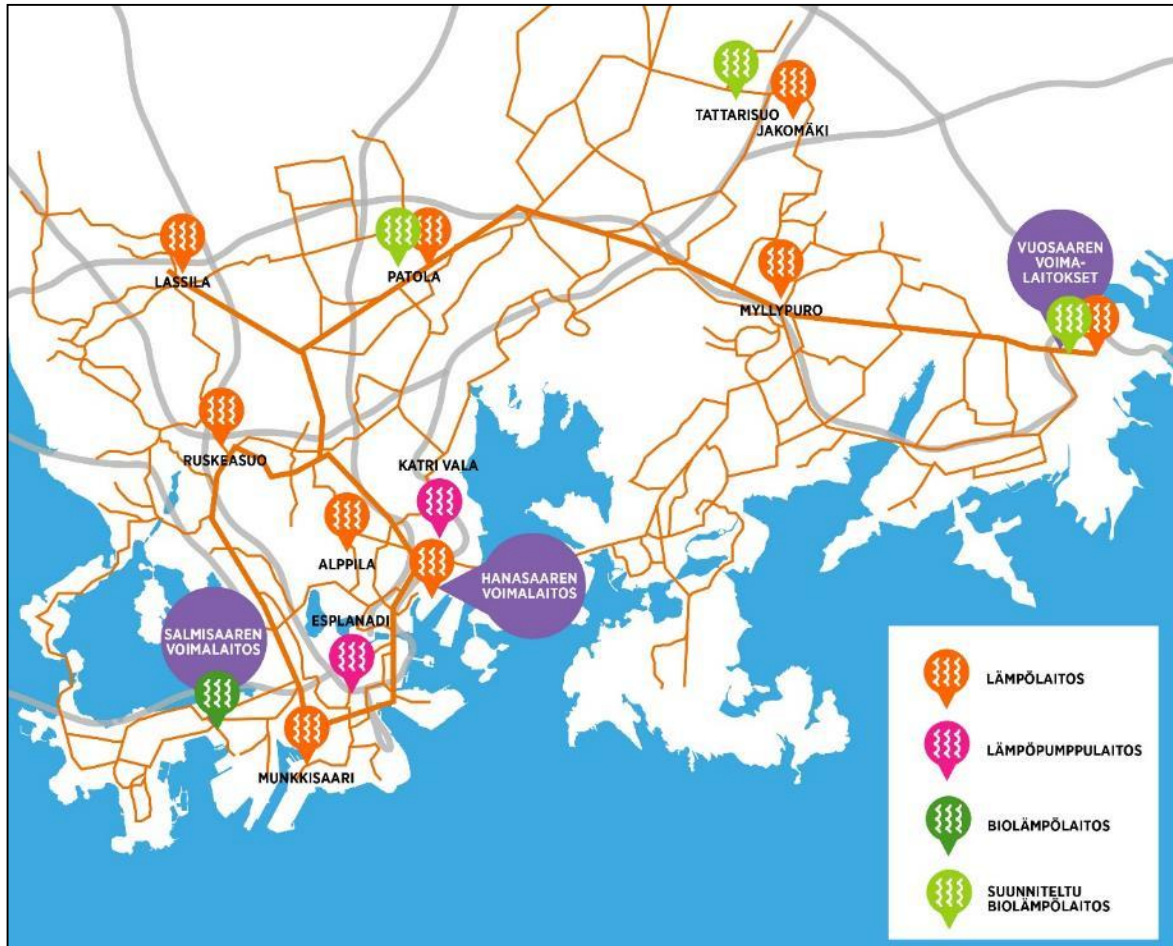 TATTARISUO
JAKOMÄKI
LASSILA
PATOLA
MYLLYPURO
VUOSAAREN
VOIMA-
LAITOKSET
RUSKEASUO
KATRI VALA
ALPPILA
HANASAAREN
VOIMALAITOS
ESPLANADI
SALMISAAREN
VOIMALAITOS
MUNKKISAARI
LÄMPÖLAITOS
LÄMPÖPUMPPULAITOS
BIOLÄMPÖLAITOS
SUUNNITELTU
BIOLÄMPÖLAITOS